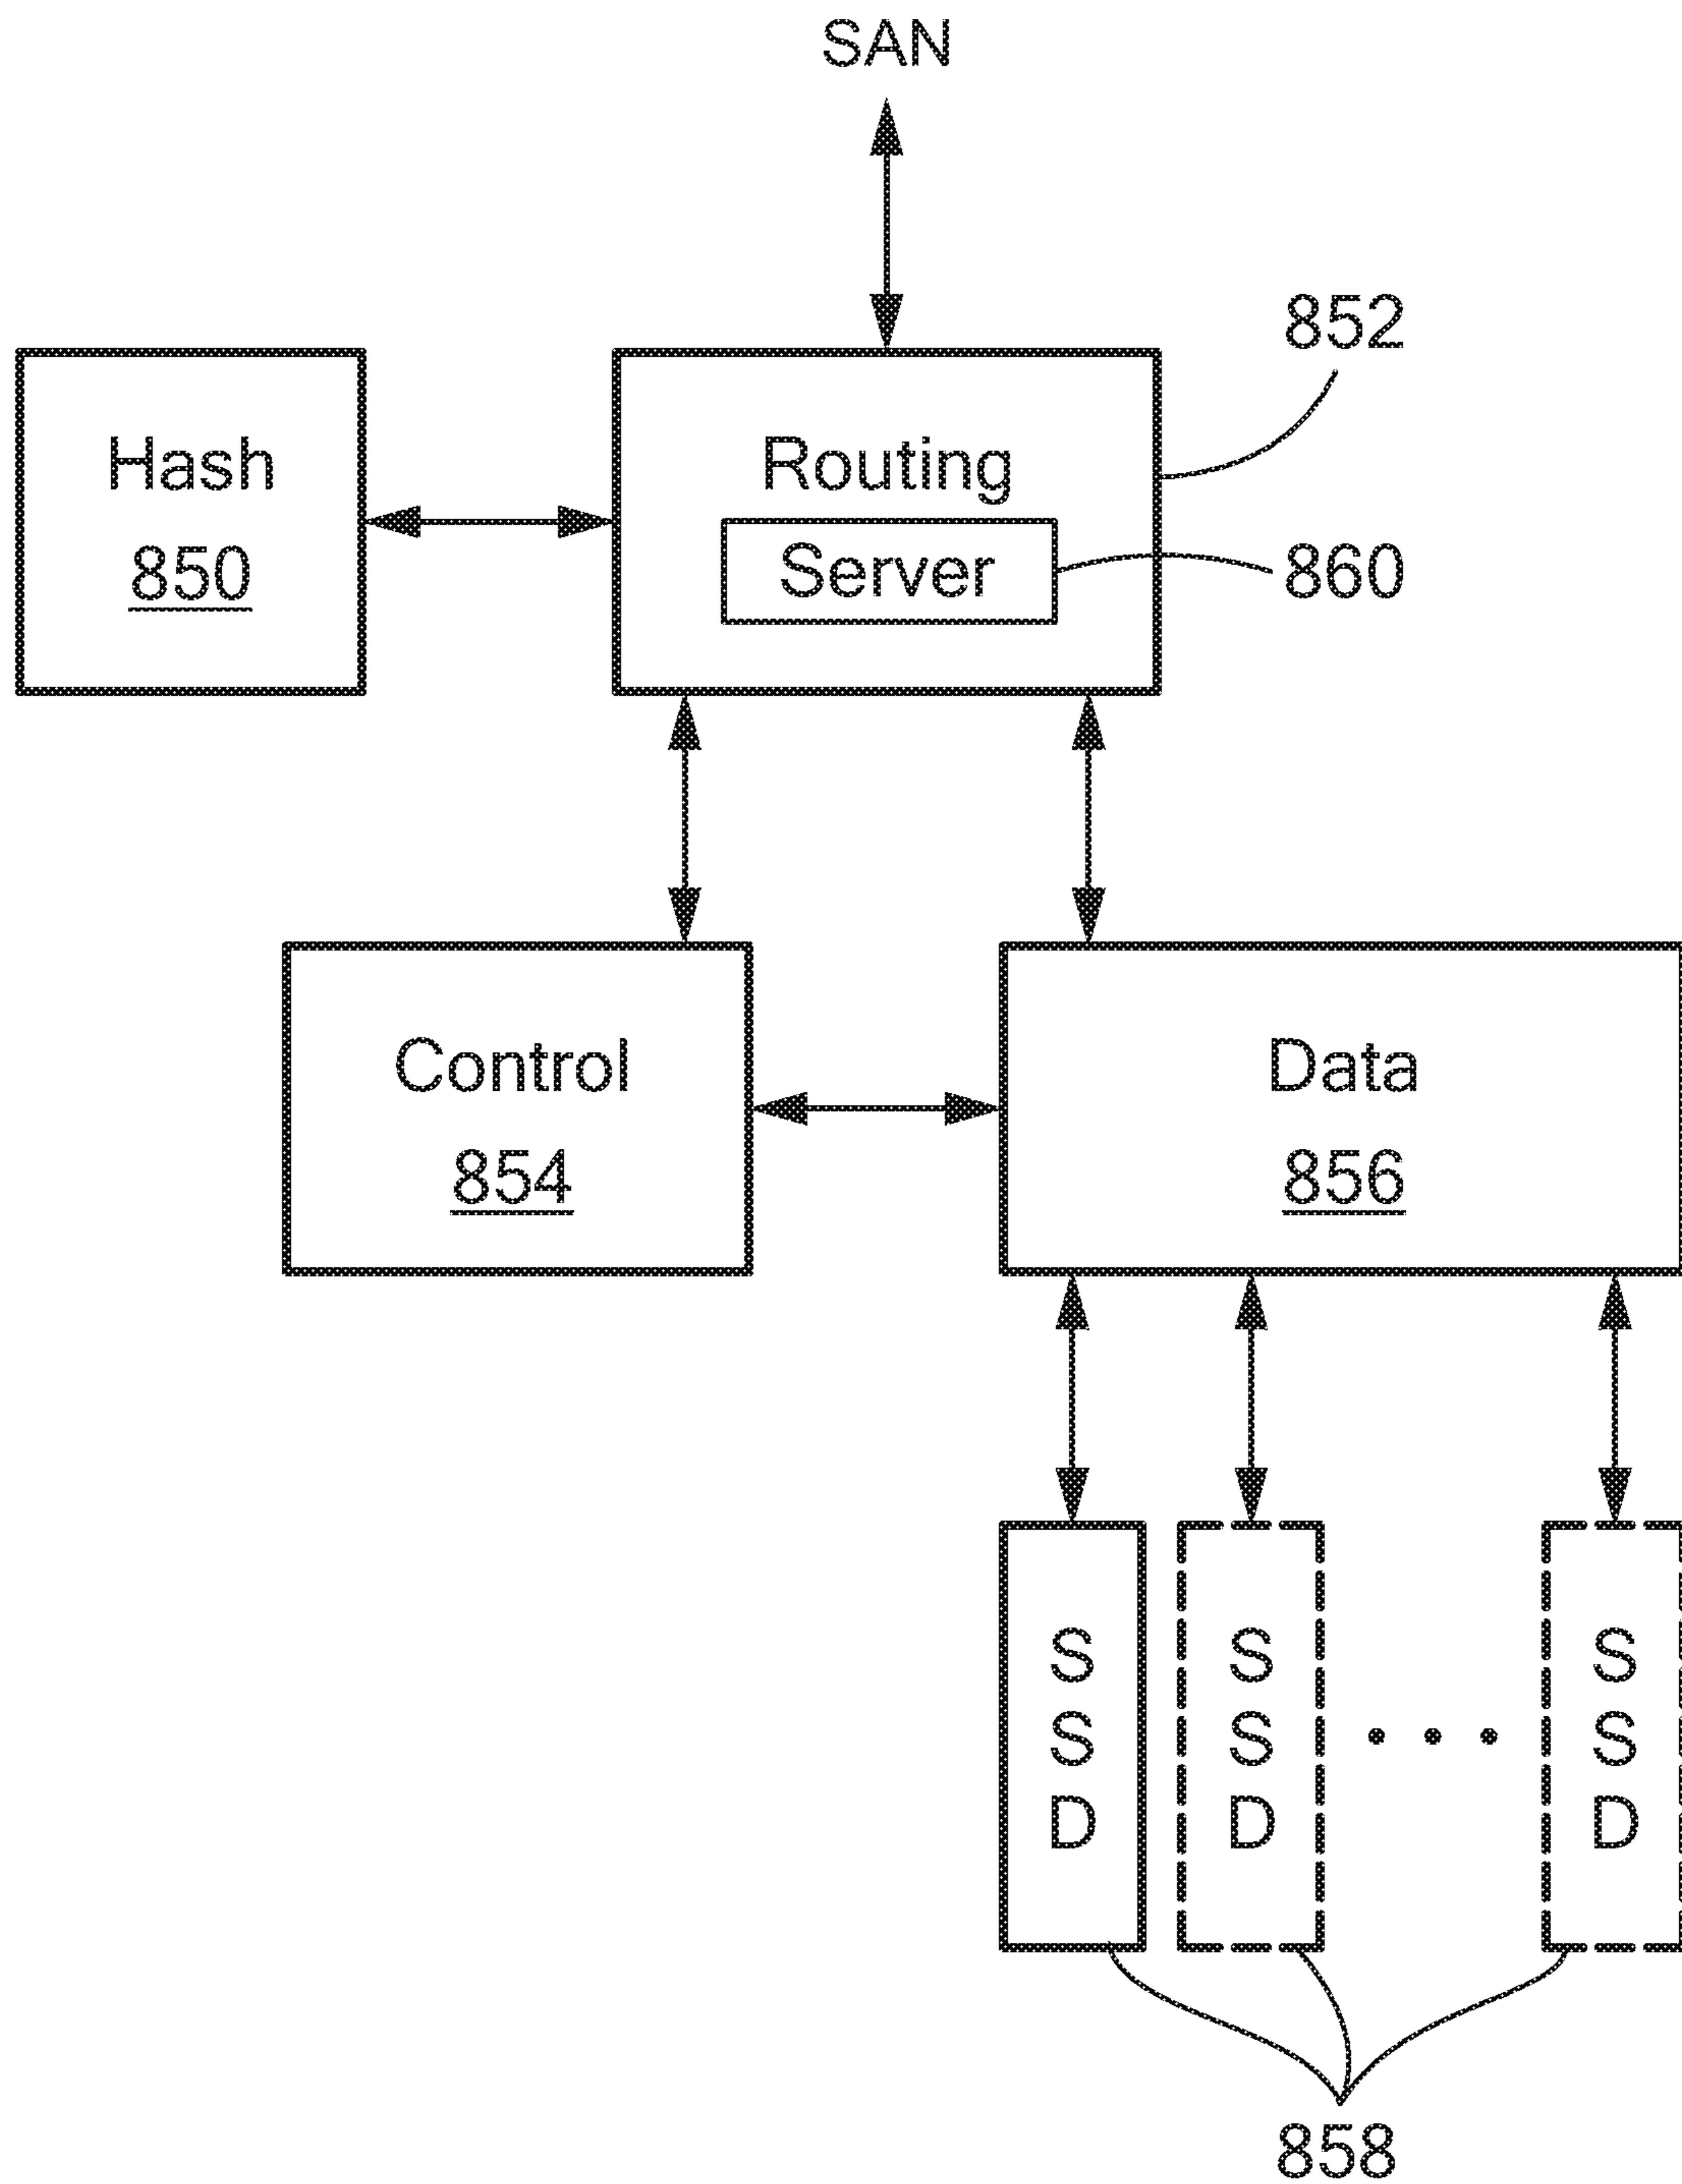 SAN
852
Hash
850
Routing
Server
860
Control
854
Data
856
S
S
D
S
S
D
S
S
D
858